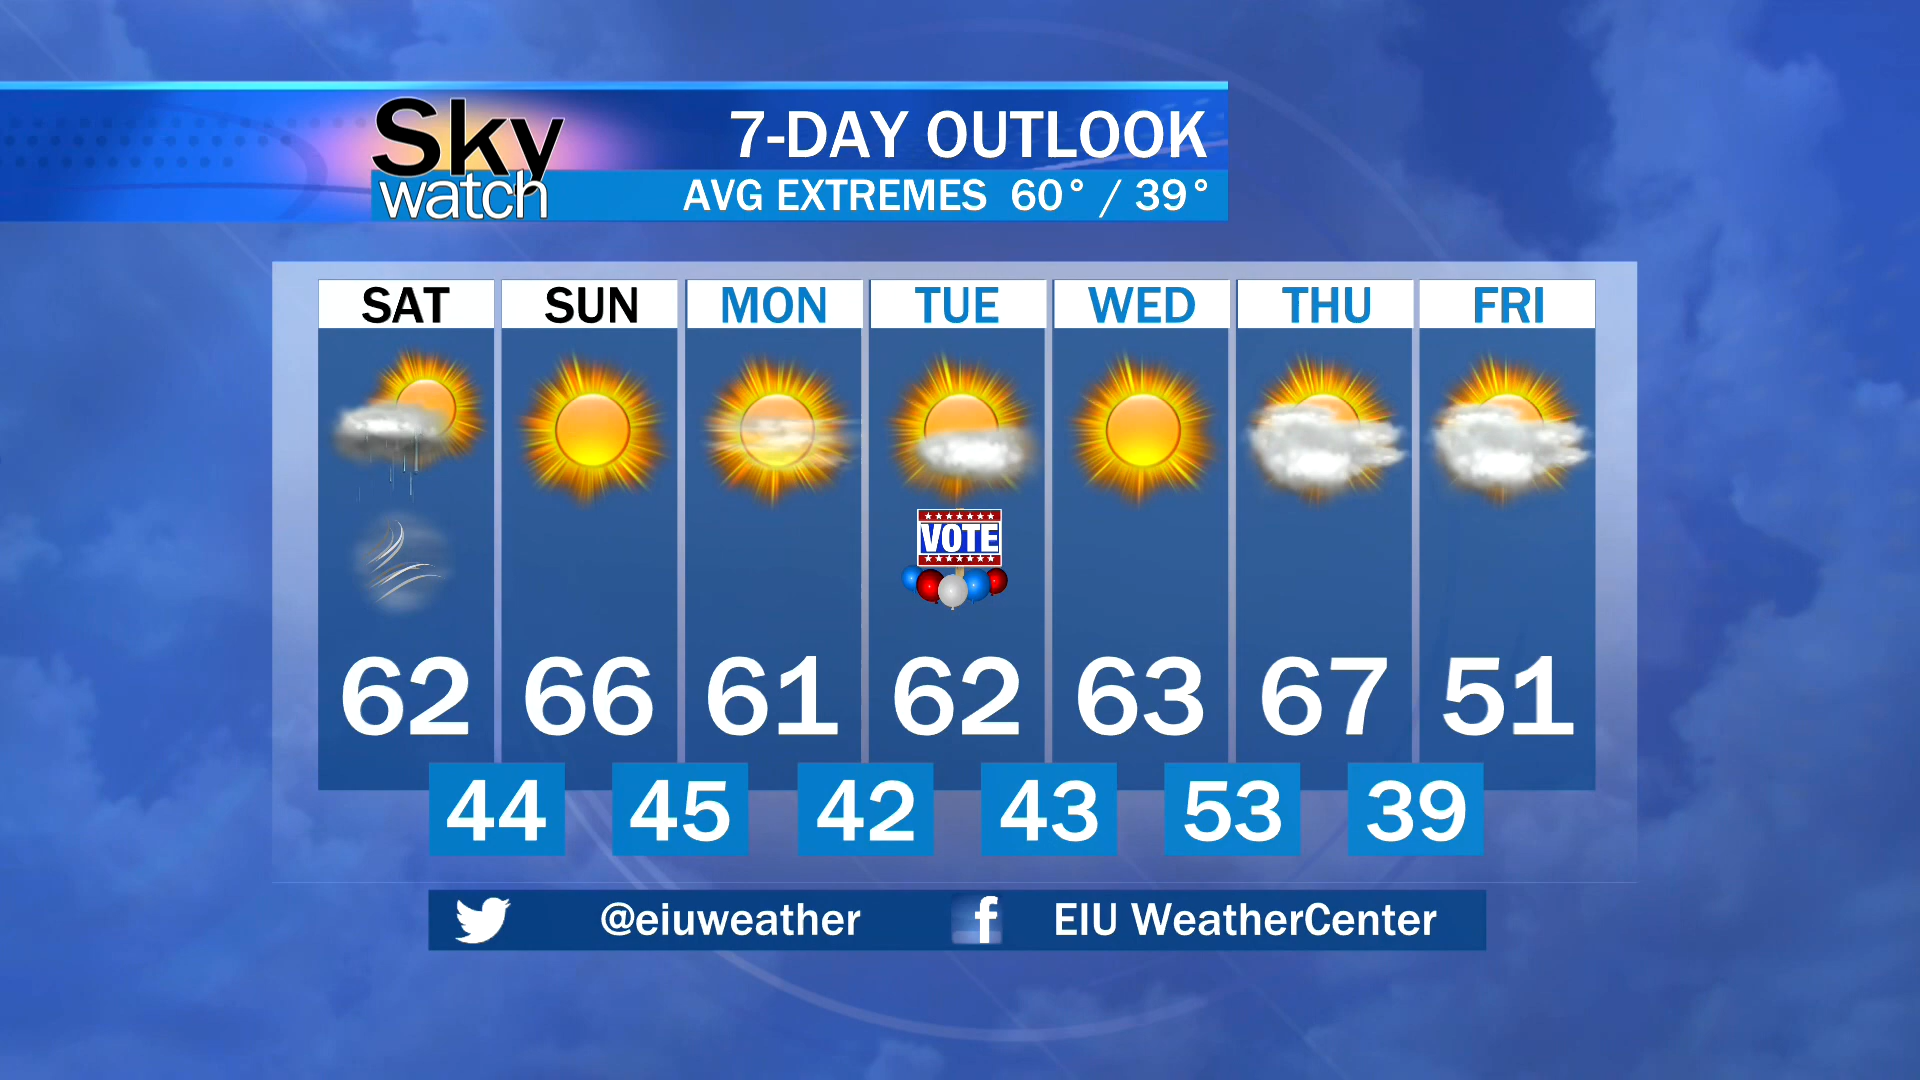 Sky
watch
7-DAY OUTLOOK
AVG EXTREMES 60° / 39°
SAT SUN MON TUE WED THU FRI
VOTE
62 66 61 62 63 67 51
44 45 42 43 53 39
@eiuweather f EIU WeatherCenter